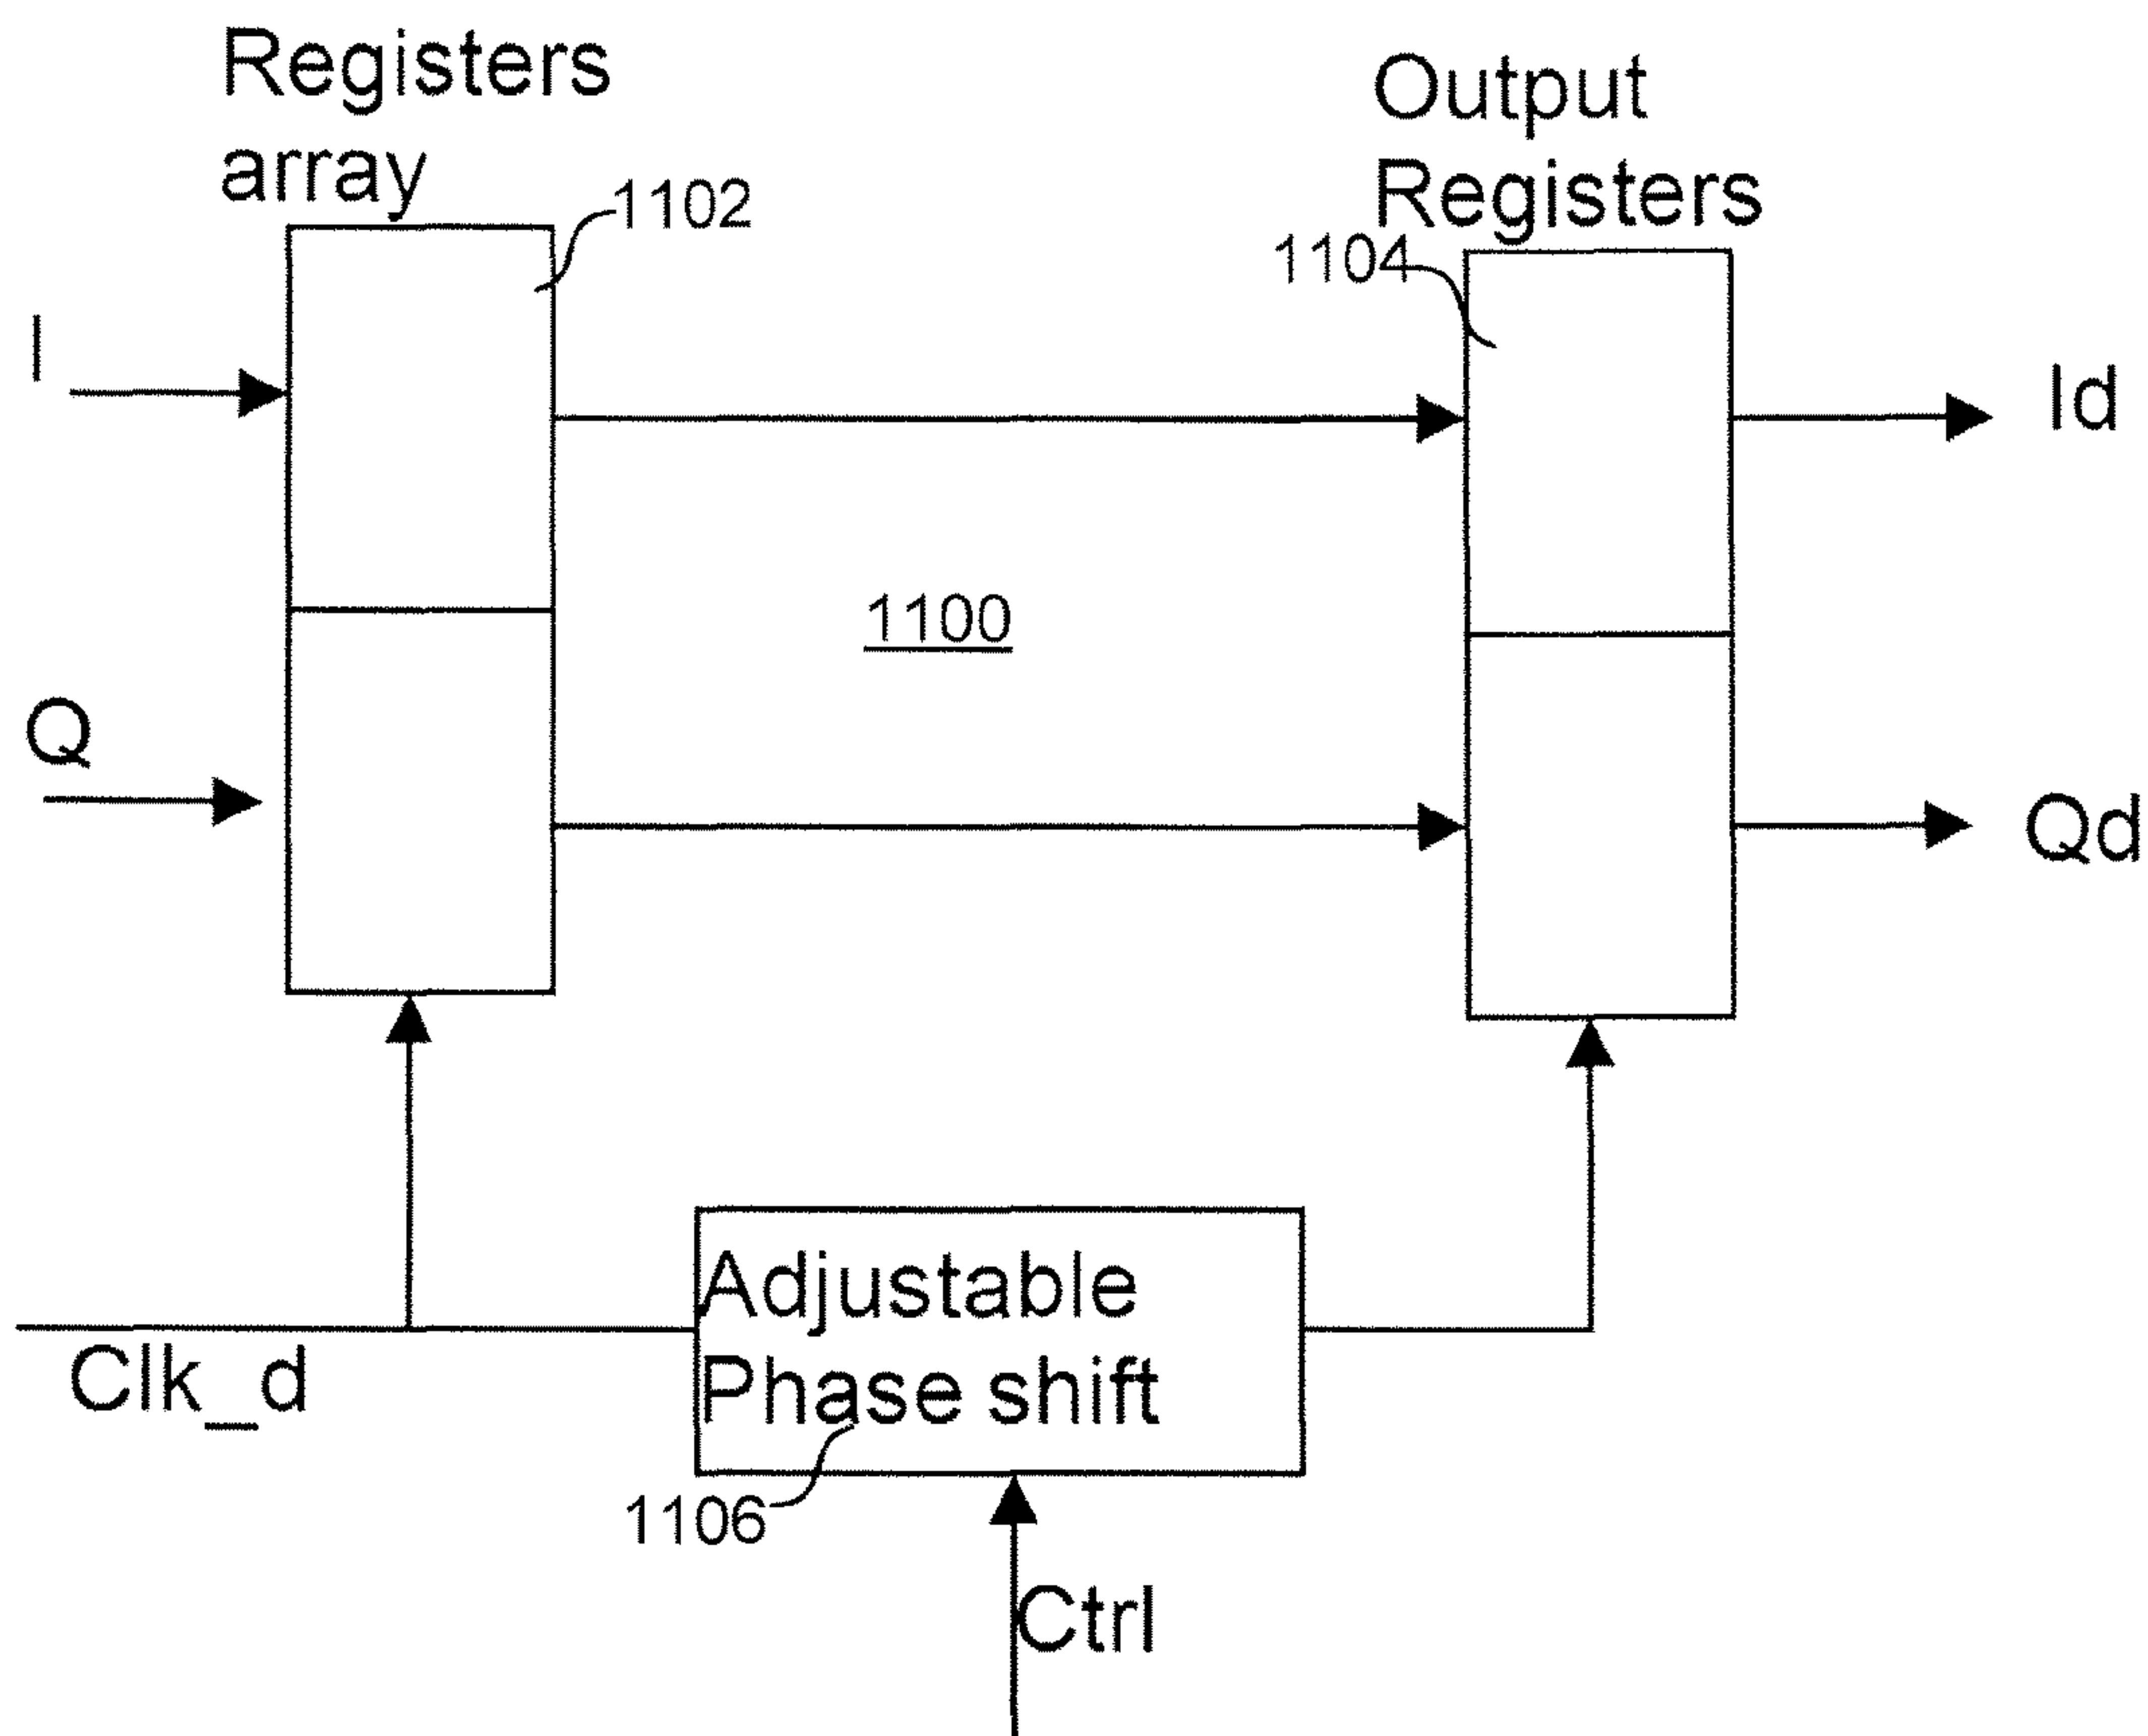 Registers
array
1102
Output
Registers
1104
I
Id
1100
Q
Qd
Adjustable
Phase shift
Clk_d
1106
Ctrl